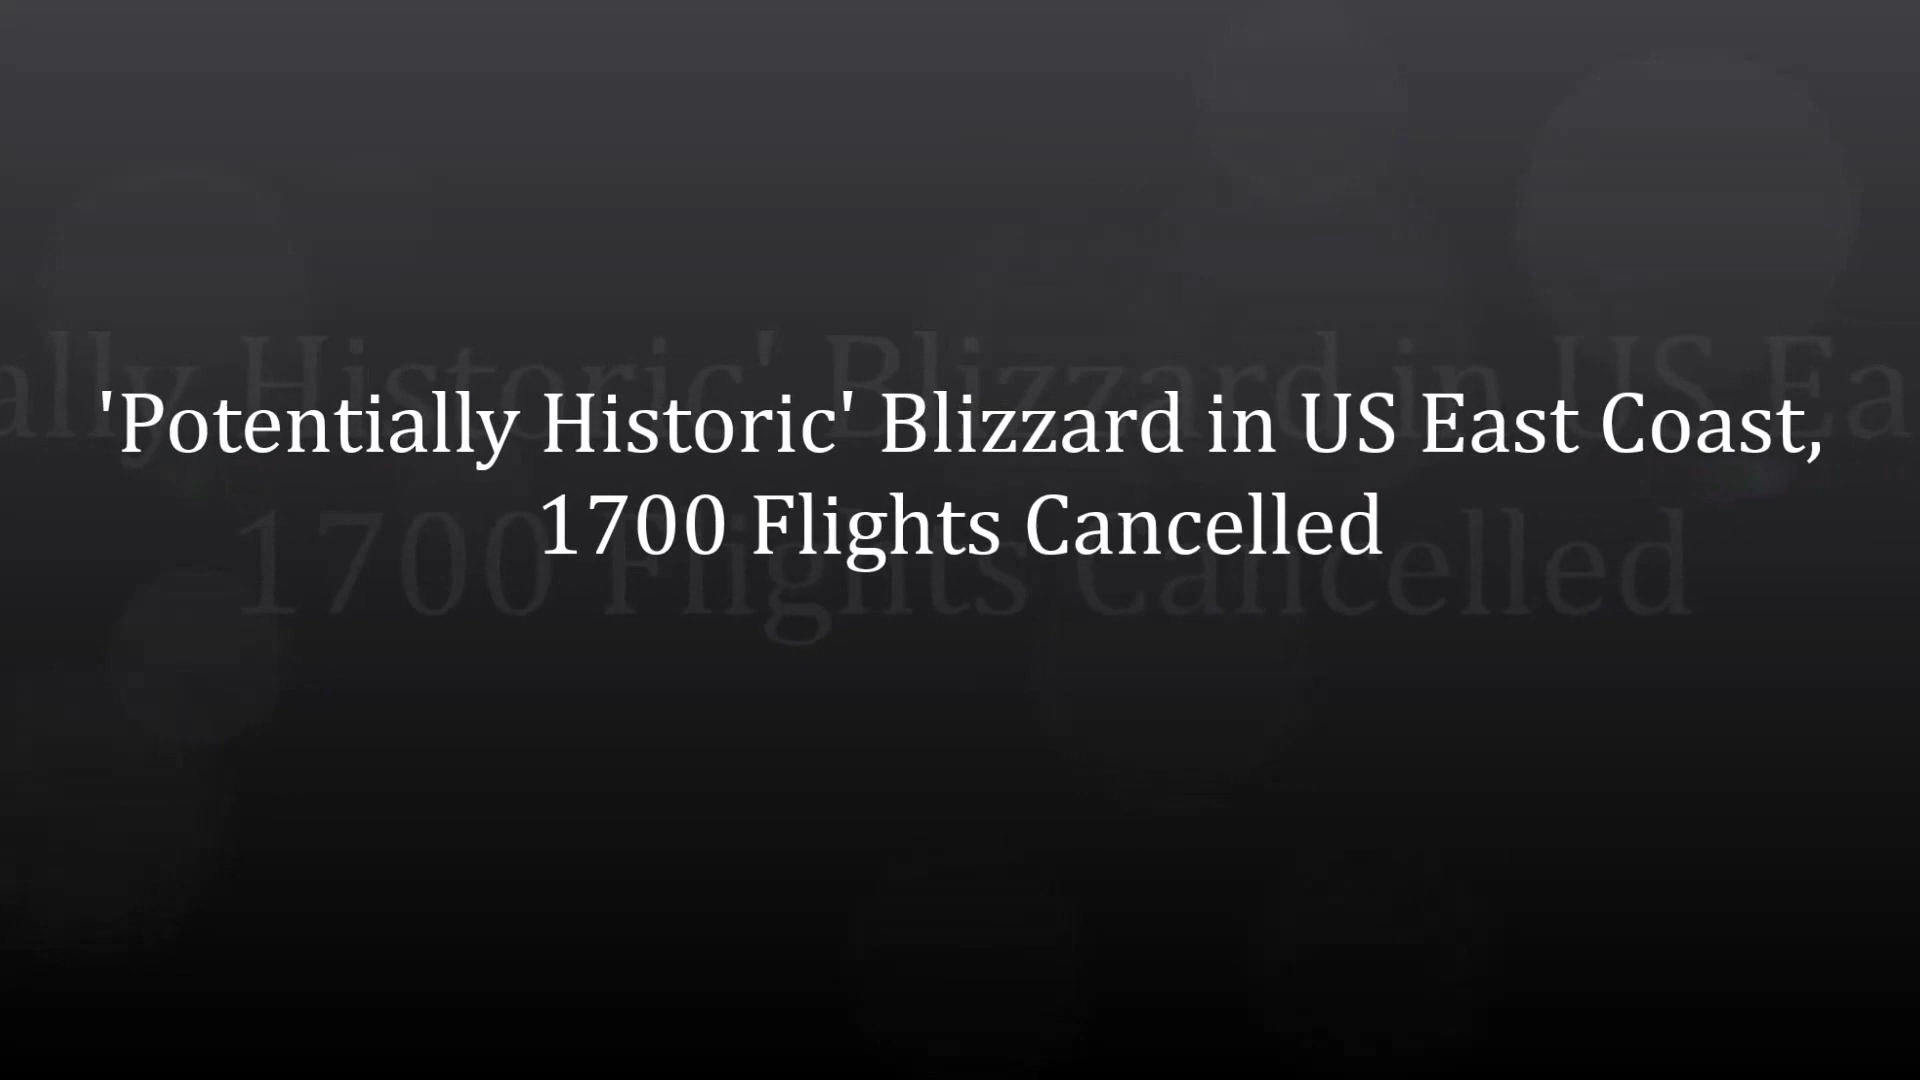 'Potentially Historic' Blizzard in US East Coast,
1700 Flights Cancelled